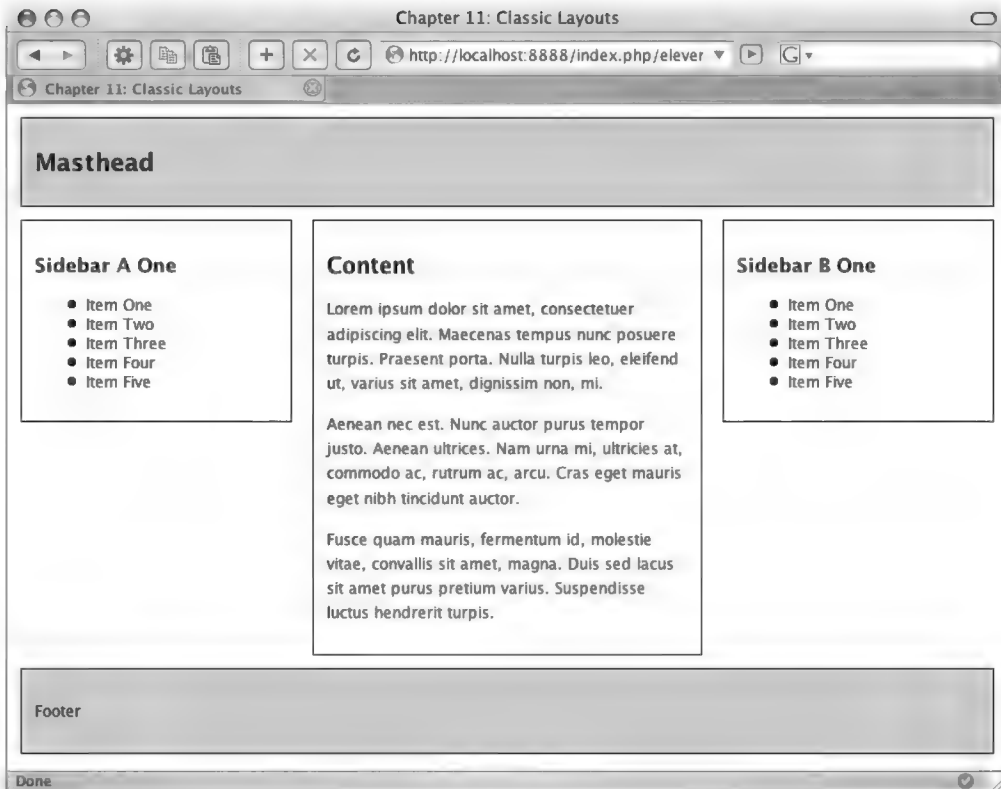 Chapter 11: Classic Layouts
http://localhost:8888/index.php/elever
G
Chapter 11: Classic Layouts
Masthead
Sidebar A One
Item One
Item Two
Item Three
Item Four
Item Five
Content
Lorem ipsum dolor sit amet, consectetuer
adipiscing elit. Maecenas tempus nunc posuere
turpis. Praesent porta. Nulla turpis leo, eleifend
ut, varius sit amet, dignissim non, mi.
Aenean nec est. Nunc auctor purus tempor
justo. Aenean ultrices. Nam urna mi, ultricies at,
commodo ac, rutrum ac, arcu. Cras eget mauris
eget nibh tincidunt auctor.
Fusce quam mauris, fermentum id, molestie
vitae, convallis sit amet, magna. Duis sed lacus
sit amet purus pretium varius. Suspendisse
luctus hendrerit turpis.
Sidebar B One
Item One
Item Two
Item Three
Item Four
Item Five
Footer
Done